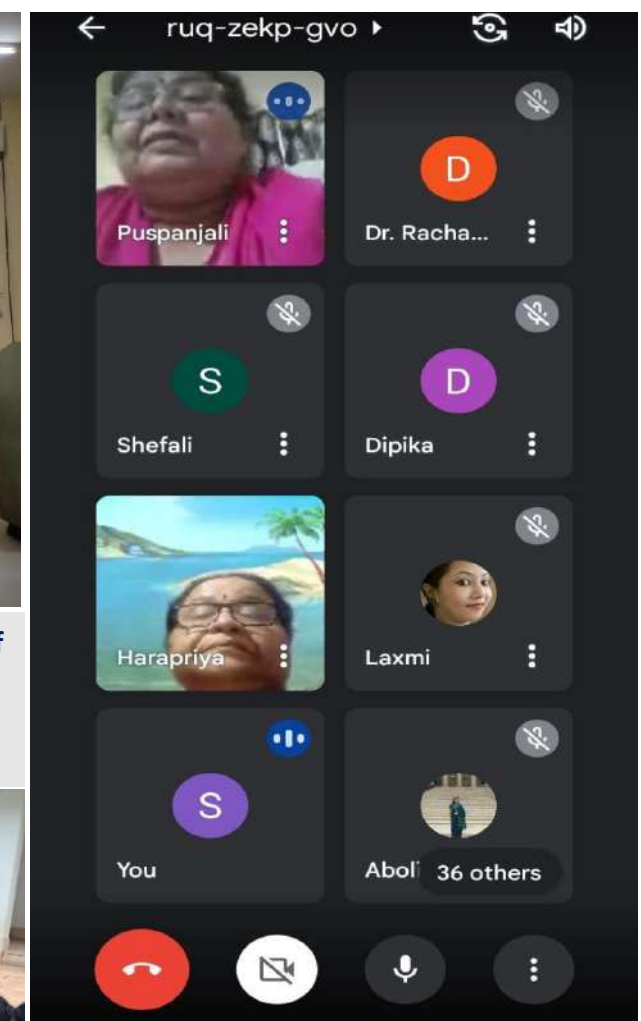 ruq-zekp-gvo
Puspanjali
D
Dr. Racha...
S
Shefali
D
Dipika
Harapriya
Laxmi
S
You
Aboli
36 others
f